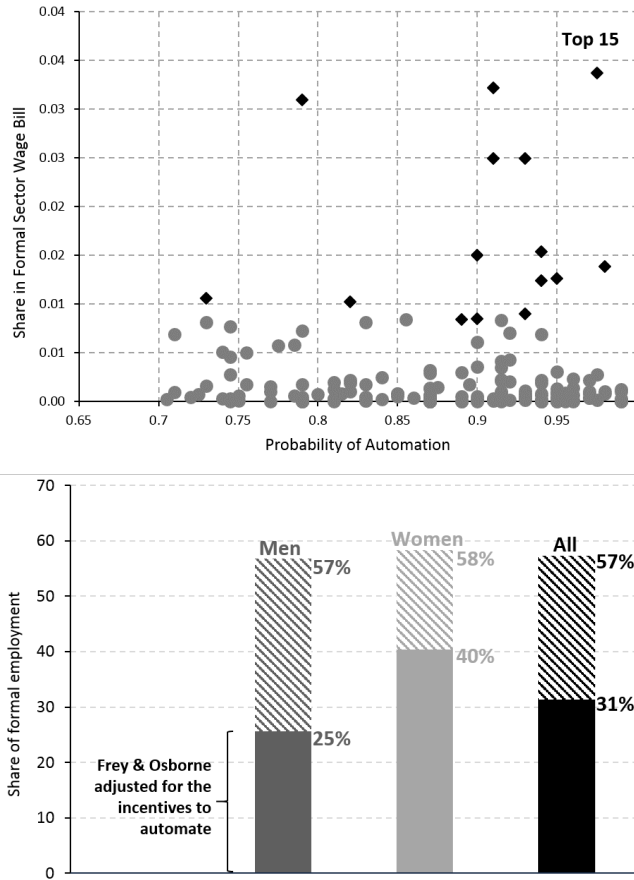 0.04
Top 15
0.04
0.03
0.03
0.02
0.02
0.01
0.01
0.00
Share in Formal Sector Wage Bill
0.65
0.7
0.75
0.8
0.85
0.9
0.95
Probability of Automation
70
60
50
40
30
20
10
0
Share of formal employment
Men
57%
25%
Women
58%
40%
All
57%
31%
Frey & Osborne
adjusted for the
incentives to
automate